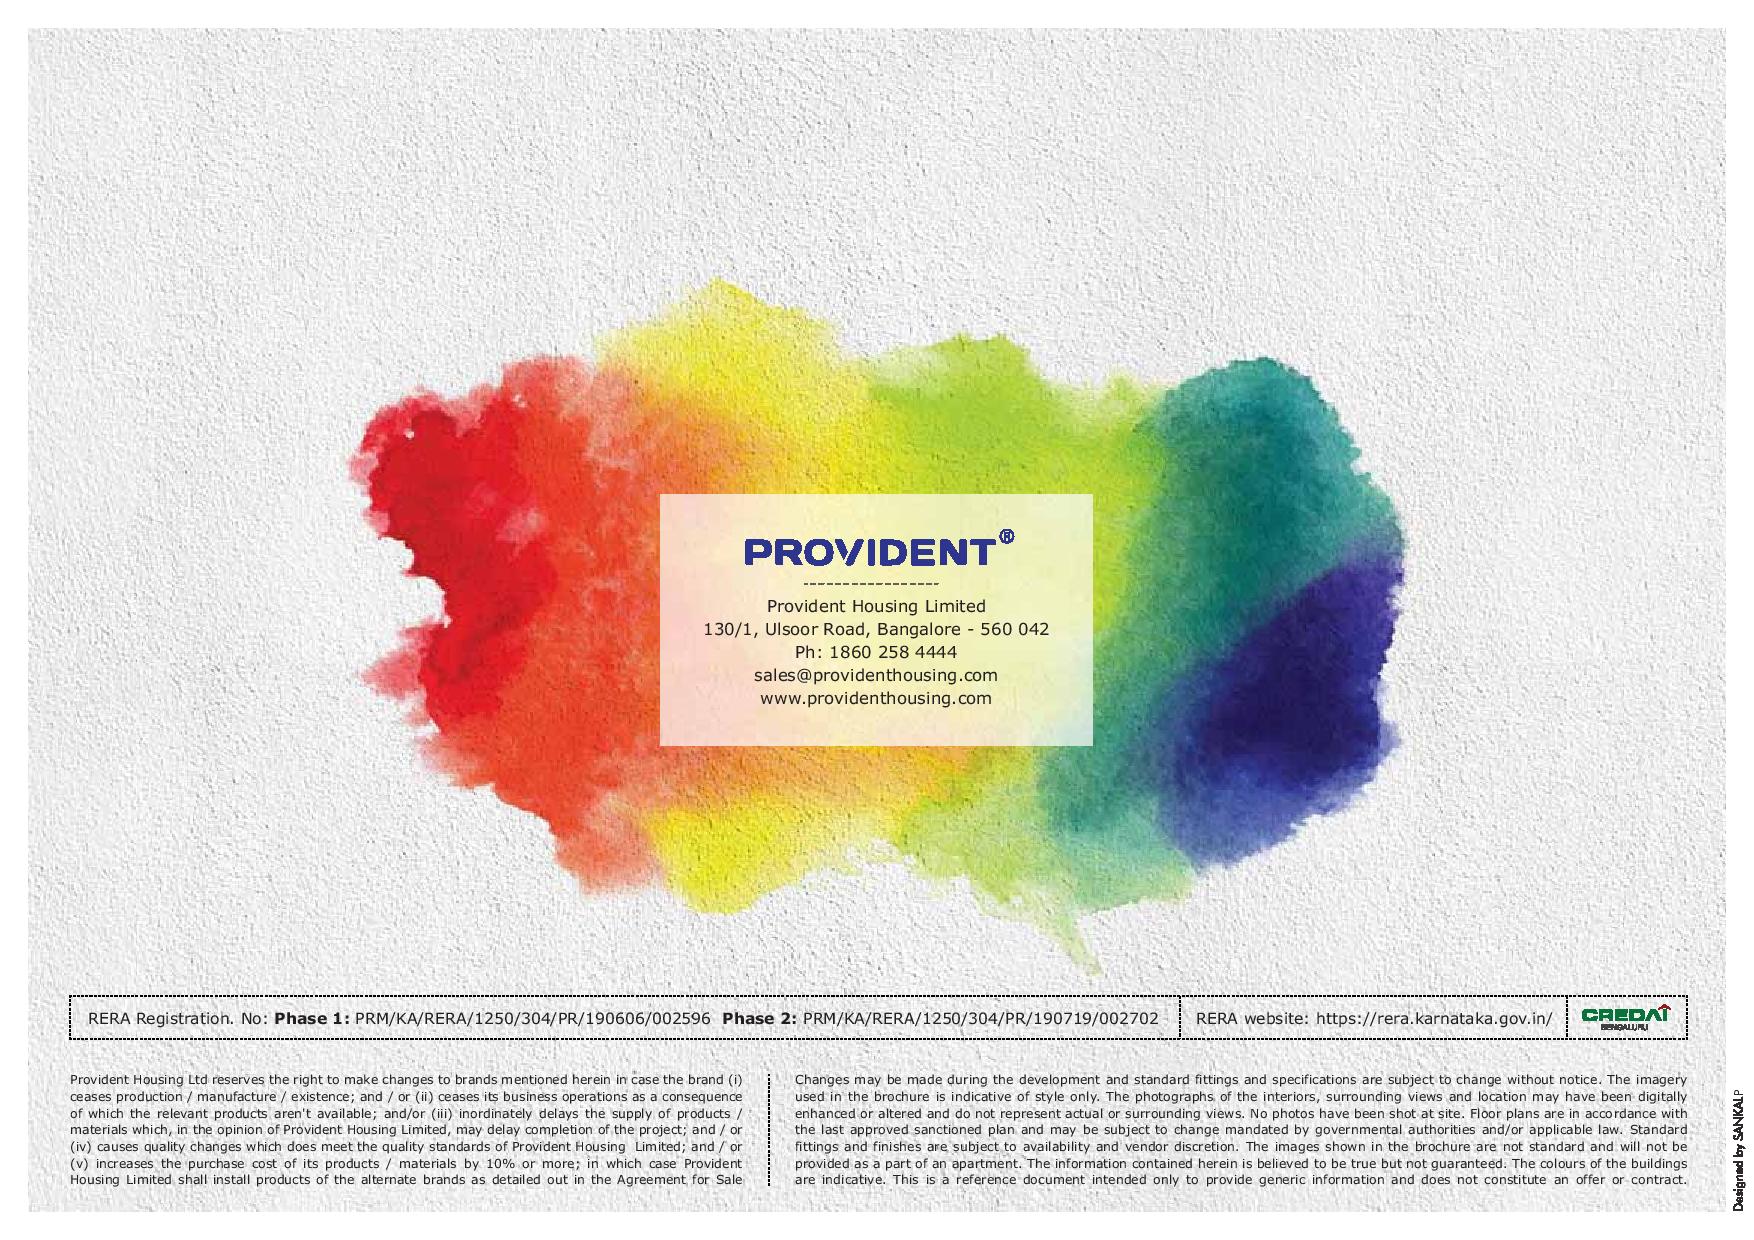 PROVIDENT®
-----------------
Provident Housing Limited
130/1, Ulsoor Road, Bangalore - 560 042
Ph: 1860 258 4444
sales@providenthousing.com
www.providenthousing.com
RERA Registration. No: Phase 1: PRM/KA/RERA/1250/304/PR/190606/002596 Phase 2: PRM/KA/RERA/1250/304/PR/190719/002702
RERA website: https://rera.karnataka.gov.in/
CREDAI
BENGALURU
Provident Housing Ltd reserves the right to make changes to brands mentioned herein in case the brand (i)
ceases production / manufacture / existence; and / or (ii) ceases its business operations as a consequence
of which the relevant products aren't available; and/or (iii) inordinately delays the supply of products /
materials which, in the opinion of Provident Housing Limited, may delay completion of the project; and / or
(iv) causes quality changes which does meet the quality standards of Provident Housing Limited; and / or
(v) increases the purchase cost of its products / materials by 10% or more; in which case Provident
Housing Limited shall install products of the alternate brands as detailed out in the Agreement for Sale
Changes may be made during the development and standard fittings and specifications are subject to change without notice. The imagery
used in the brochure is indicative of style only. The photographs of the interiors, surrounding views and location may have been digitally
enhanced or altered and do not represent actual or surrounding views. No photos have been shot at site. Floor plans are in accordance with
the last approved sanctioned plan and may be subject to change mandated by governmental authorities and/or applicable law. Standard
fittings and finishes are subject to availability and vendor discretion. The images shown in the brochure are not standard and will not be
provided as a part of an apartment. The information contained herein is believed to be true but not guaranteed. The colours of the buildings
are indicative. This is a reference document intended only to provide generic information and does not constitute an offer or contract.
Designed by SANKALP